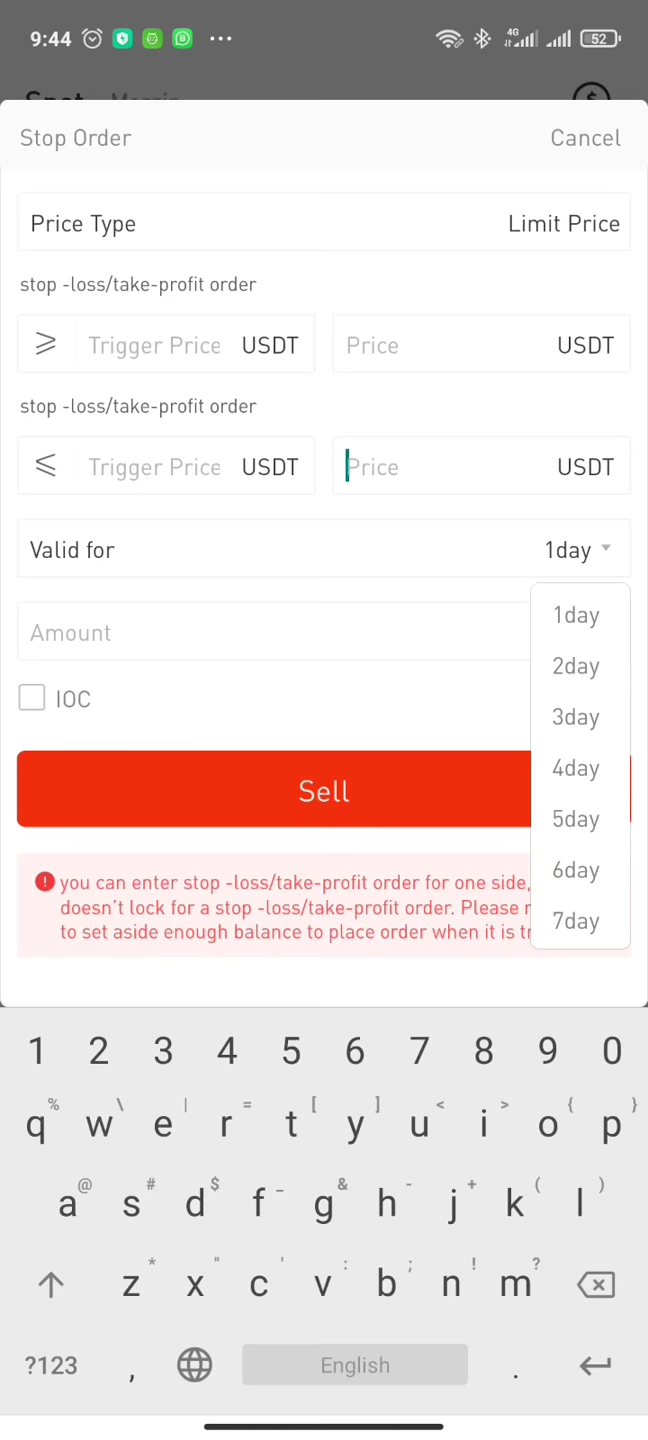 9:44 4G 52
Spot Margin
Stop Order Cancel
Price Type Limit Price
stop -loss/take-profit order
≥ Trigger Price USDT Price USDT
stop -loss/take-profit order
≤ Trigger Price USDT Price USDT
Valid for 1day
1day
Amount
2day
IOC
3day
4day
Sell
5day
6day
you can enter stop -loss/take-profit order for one side,
doesn't lock for a stop -loss/take-profit order. Please
7day
to set aside enough balance to place order when it is
1 2 3 4 5 6 7 8 9 0
% \ | = [ ] < > { }
q w e r t y u i o p
@ # $ _ & - + ( )
a s d f g h j k l
* " ' : ; ! ?
z x c v b n m
?123 , English .